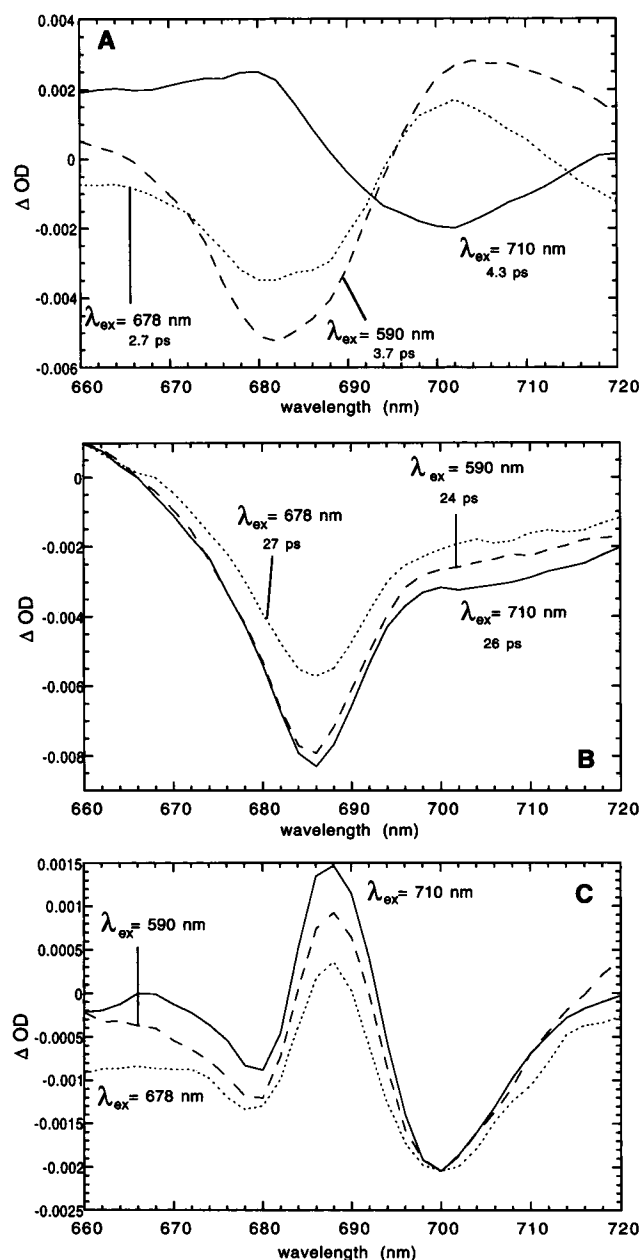 A
0.004
0.002
0
-0.002
-0.004
-0.006
Δ OD
λex= 710 nm
4.3 ps
λex= 678 nm
2.7 ps
λex= 590 nm
3.7 ps
660 670 680 690 700 710 720
wavelength (nm)
0
-0.002
-0.004
-0.006
-0.008
Δ OD
λex= 590 nm
24 ps
λex= 678 nm
27 ps
λex= 710 nm
26 ps
B
660 670 680 690 700 710 720
wavelength (nm)
0.0015
0.001
0.0005
0
-0.0005
-0.001
-0.0015
-0.002
-0.0025
Δ OD
λex= 710 nm
C
λex= 590 nm
λex= 678 nm
660 670 680 690 700 710 720
wavelength (nm)